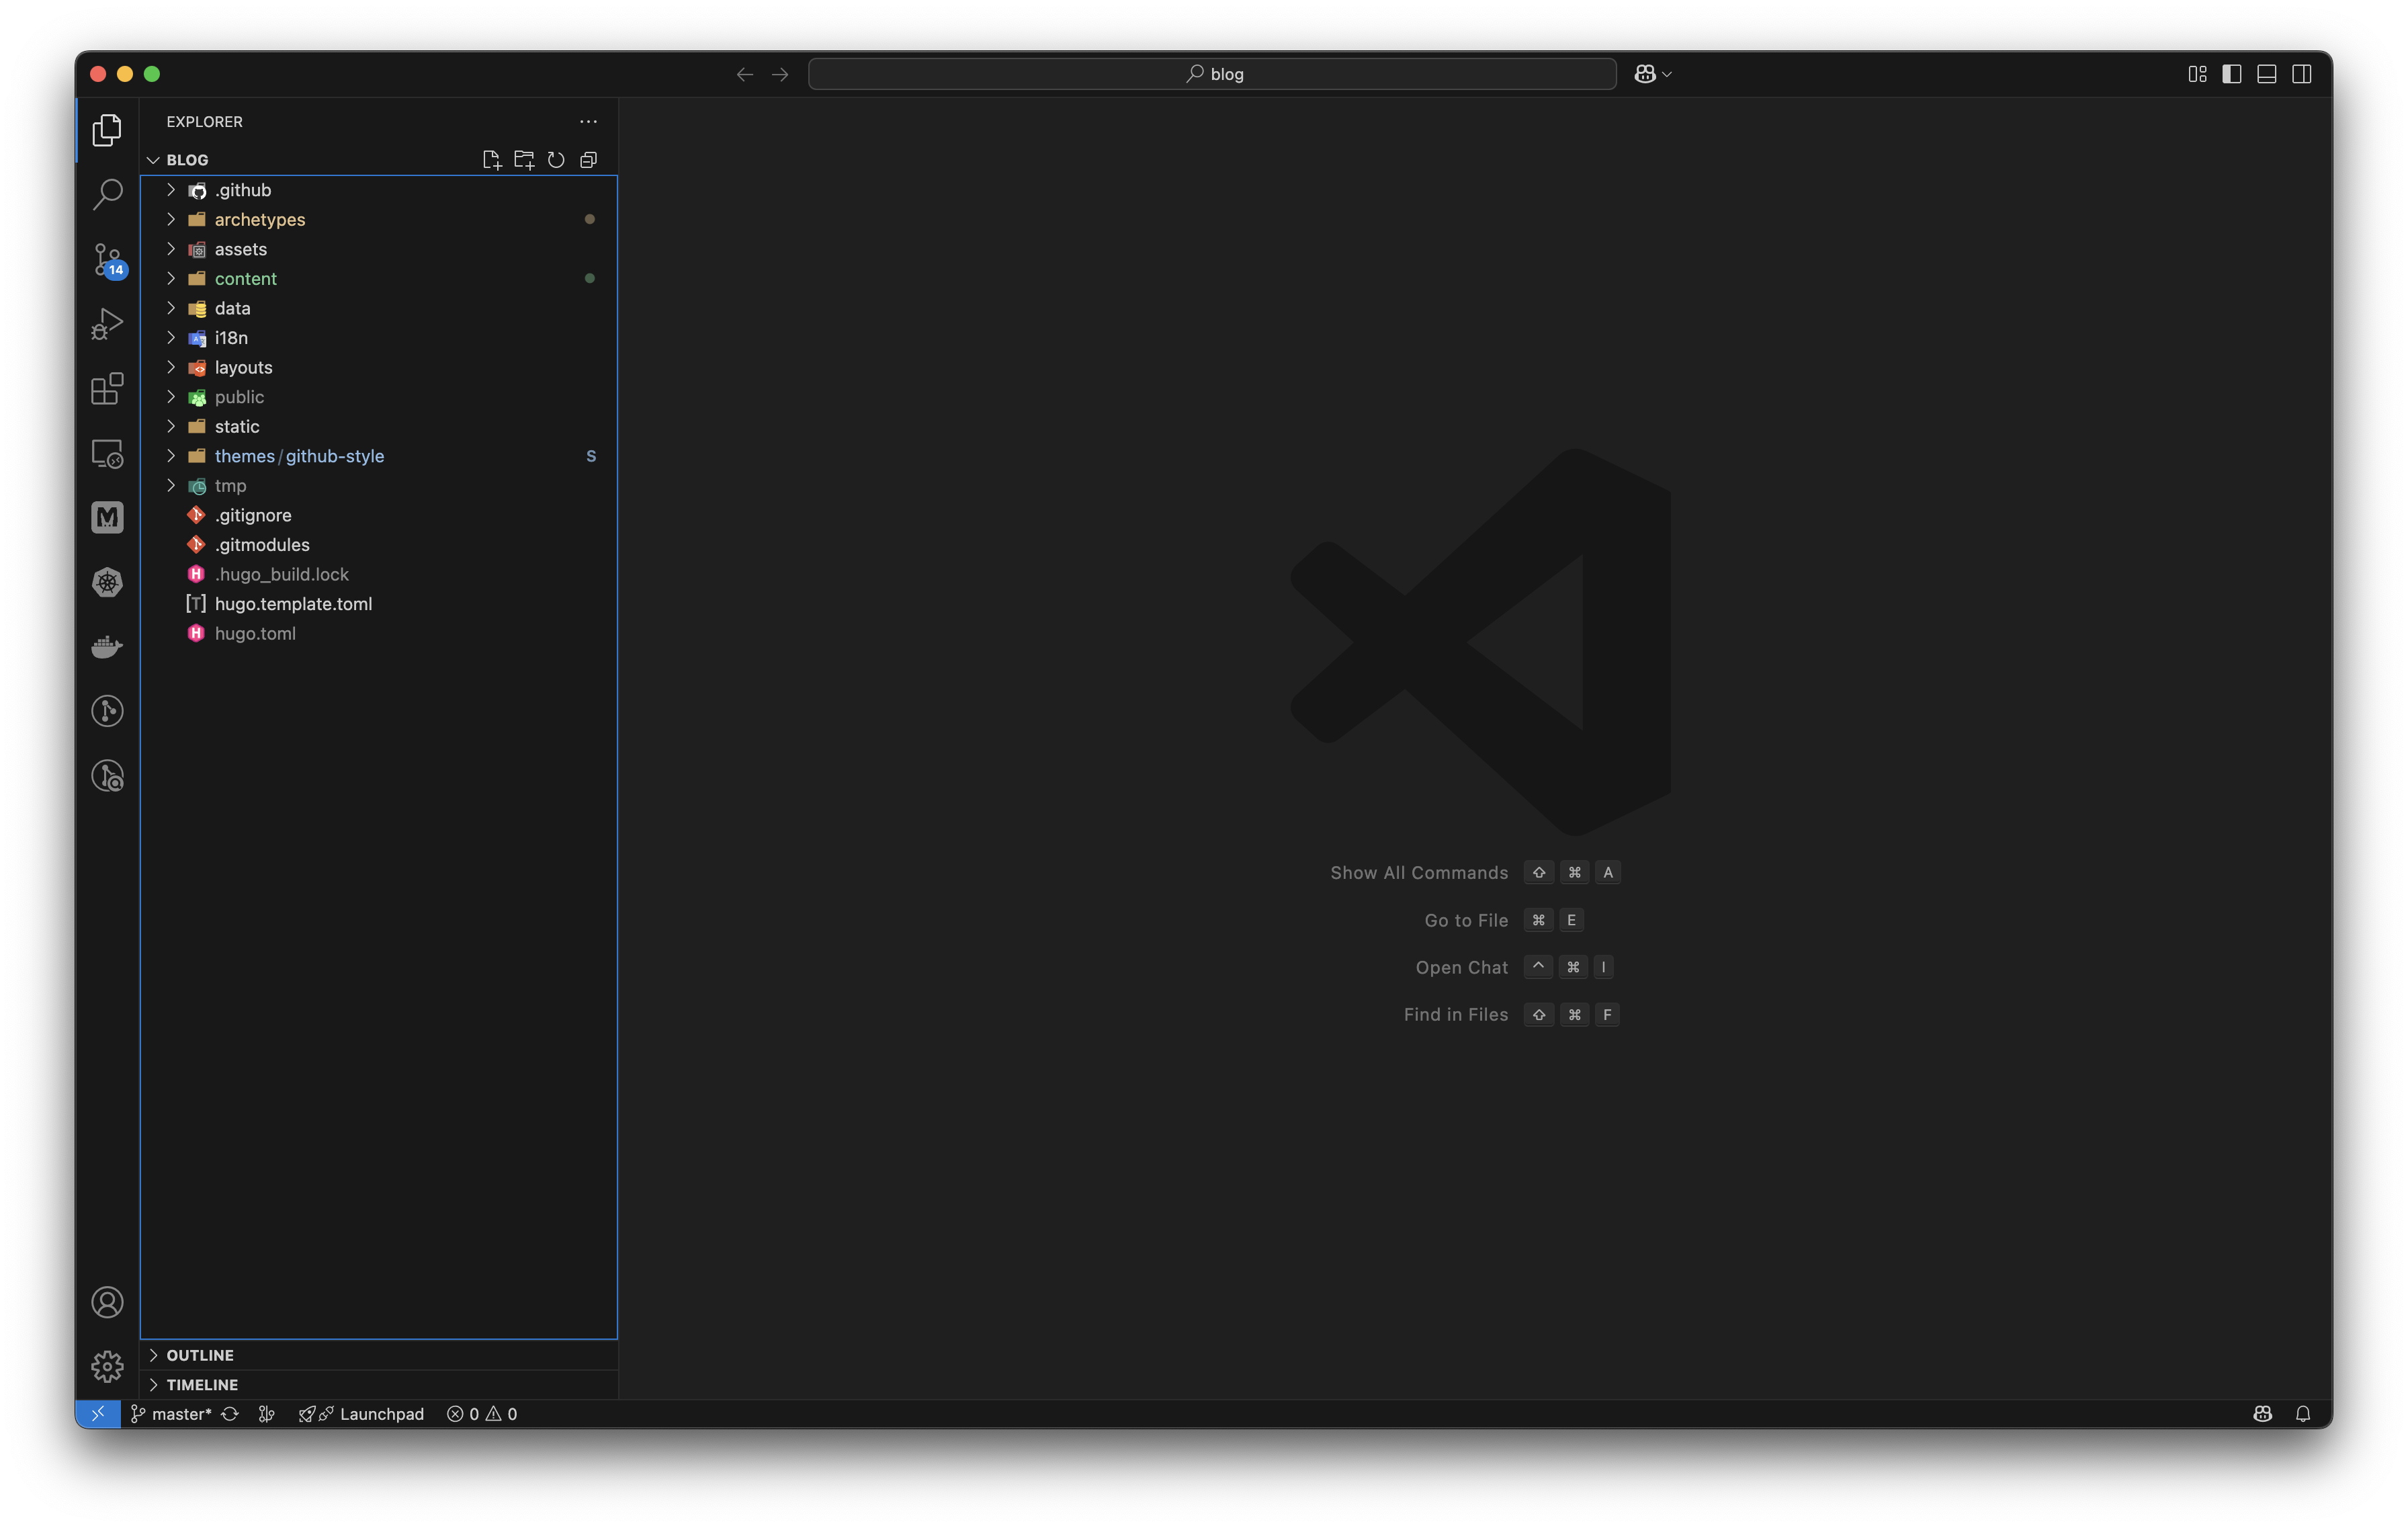 blog
EXPLORER
BLOG
.github
archetypes
assets
content
14
data
i18n
layouts
public
static
themes/github-style S
tmp
.gitignore
.gitmodules
.hugo_build.lock
[T] hugo.template.toml
hugo.toml
Show All Commands ⇧ ⌘ A
Go to File ⌘ E
Open Chat ^ ⌘ I
Find in Files ⇧ ⌘ F
OUTLINE
TIMELINE
master* Launchpad 0 0